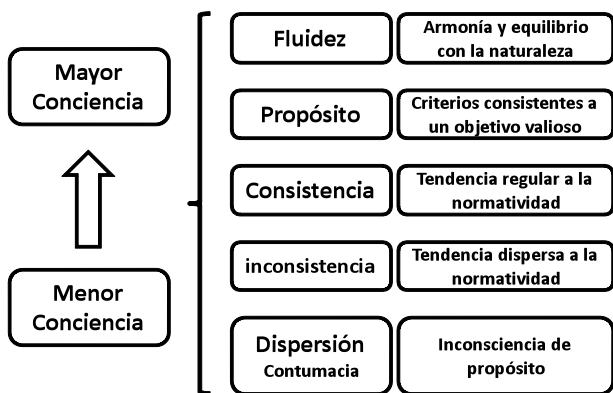 Mayor
Conciencia
Menor
Conciencia
Fluidez
Armonía y equilibrio
con la naturaleza
Propósito
Criterios consistentes a
un objetivo valioso
Consistencia
Tendencia regular a la
normatividad
inconsistencia
Tendencia dispersa a la
normatividad
Dispersión
Contumacia
Inconsciencia de
propósito